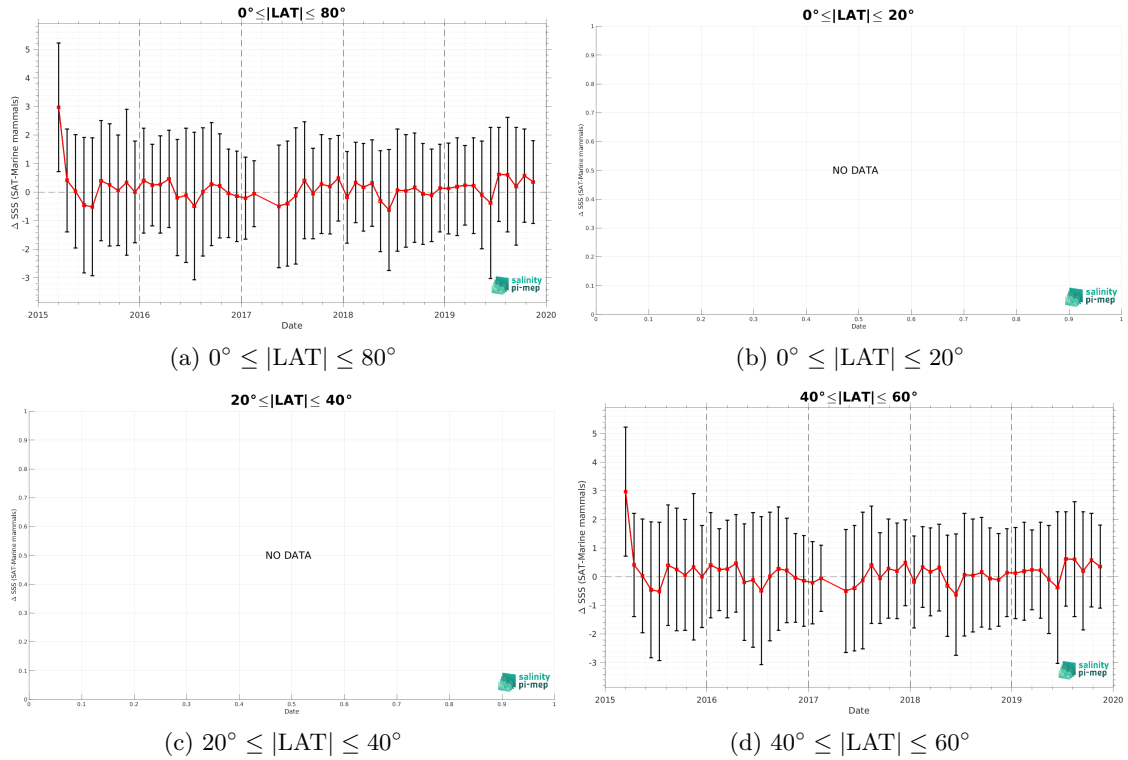 0°≤|LAT|≤ 80°
5
4
3
2
1
0
-1
-2
-3
Δ SSS (SAT-Marine mammals)
salinity
pi-mep
2015 2016 2017 2018 2019 2020
Date
(a) 0° ≤ |LAT| ≤ 80°
0°≤|LAT|≤ 20°
1
0.9
0.8
0.7
0.6
0.5
0.4
0.3
0.2
0.1
0
Δ SSS (SAT-Marine mammals)
NO DATA
salinity
pi-mep
0 0.1 0.2 0.3 0.4 0.5 0.6 0.7 0.8 0.9 1
Date
(b) 0° ≤ |LAT| ≤ 20°
20°≤|LAT|≤ 40°
1
0.9
0.8
0.7
0.6
0.5
0.4
0.3
0.2
0.1
0
Δ SSS (SAT-Marine mammals)
NO DATA
salinity
pi-mep
0 0.1 0.2 0.3 0.4 0.5 0.6 0.7 0.8 0.9 1
Date
(c) 20° ≤ |LAT| ≤ 40°
40°≤|LAT|≤ 60°
5
4
3
2
1
0
-1
-2
-3
Δ SSS (SAT-Marine mammals)
salinity
pi-mep
2015 2016 2017 2018 2019 2020
Date
(d) 40° ≤ |LAT| ≤ 60°